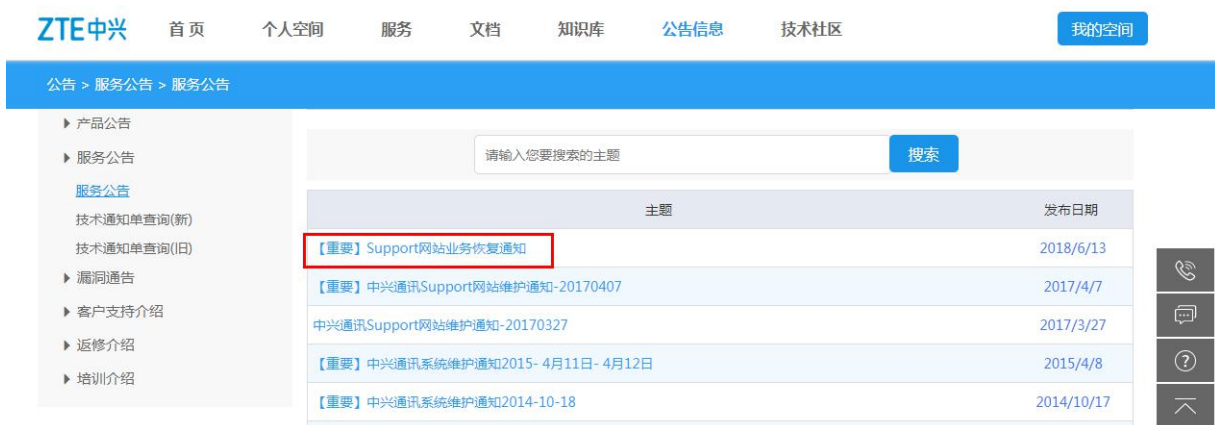 ZTE中兴 首页 个人空间 服务 文档 知识库 公告信息 技术社区 我的空间
公告 > 服务公告 > 服务公告
产品公告
服务公告
服务公告
技术通知单查询(新)
技术通知单查询(旧)
漏洞通告
客户支持介绍
返修介绍
培训介绍
请输入您要搜索的主题 搜索
主题 发布日期
【重要】Support网站业务恢复通知 2018/6/13
【重要】中兴通讯Support网站维护通知-20170407 2017/4/7
中兴通讯Support网站维护通知-20170327 2017/3/27
【重要】中兴通讯系统维护通知2015- 4月11日- 4月12日 2015/4/8
【重要】中兴通讯系统维护通知2014-10-18 2014/10/17